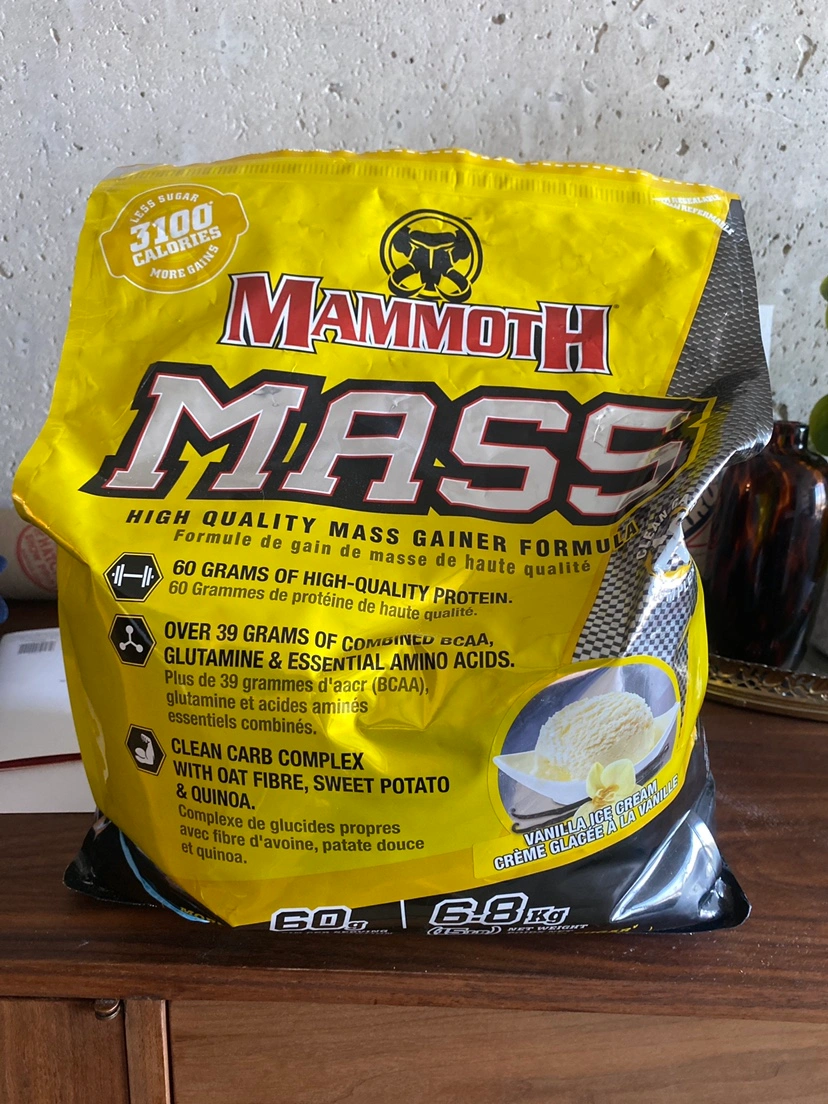 LESS SUGAR
3100
CALORIES
MORE GAINS
MAMMOTH
MASS
HIGH QUALITY MASS GAINER FORMULA
Formule de gain de masse de haute qualité
60 GRAMS OF HIGH-QUALITY PROTEIN.
60 Grammes de protéine de haute qualité.
OVER 39 GRAMS OF COMBINED BCAA,
GLUTAMINE & ESSENTIAL AMINO ACIDS.
Plus de 39 grammes d'aacr (BCAA),
glutamine et acides aminés
essentiels combinés.
CLEAN CARB COMPLEX
WITH OAT FIBRE, SWEET POTATO
& QUINOA.
Complexe de glucides propres
avec fibre d'avoine, patate douce
et quinoa.
VANILLA ICE CREAM
CRÈME GLACÉE À LA VANILLE
60g
6.8 Kg
NET WEIGHT